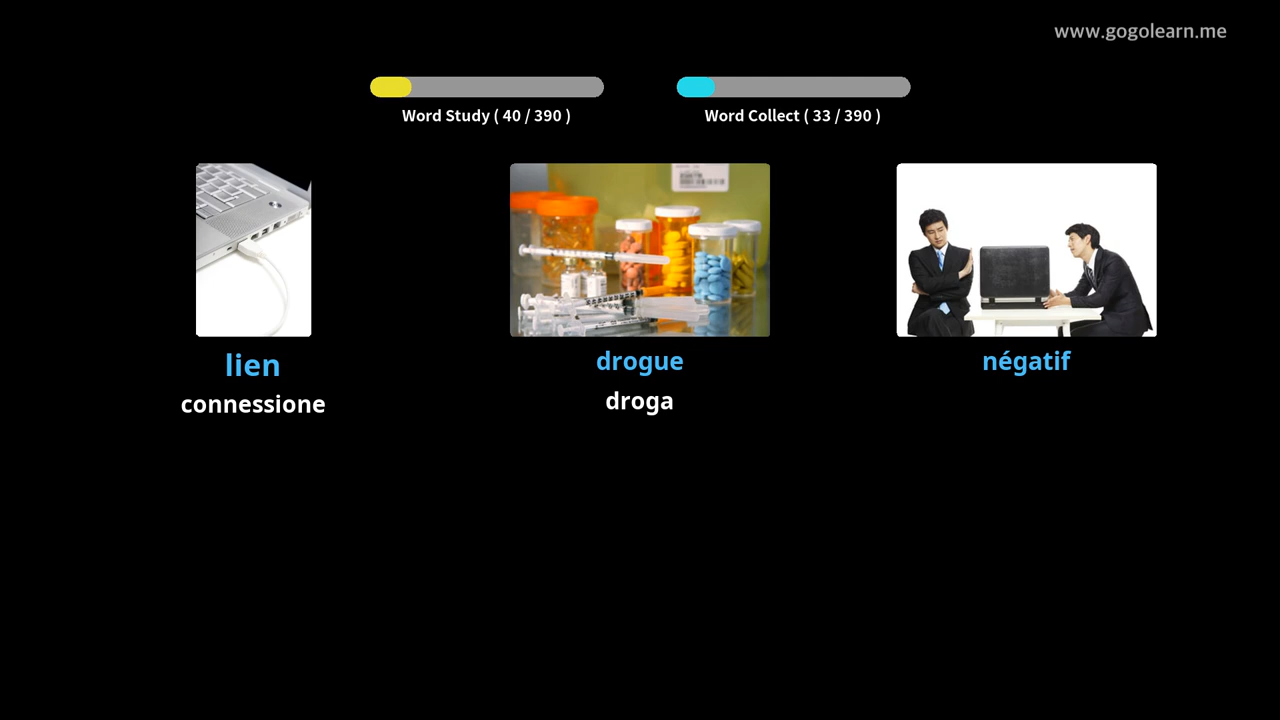 www.gogolearn.me
Word Study ( 40 / 390 )
Word Collect ( 33 / 390 )
lien
connessione
drogue
droga
négatif